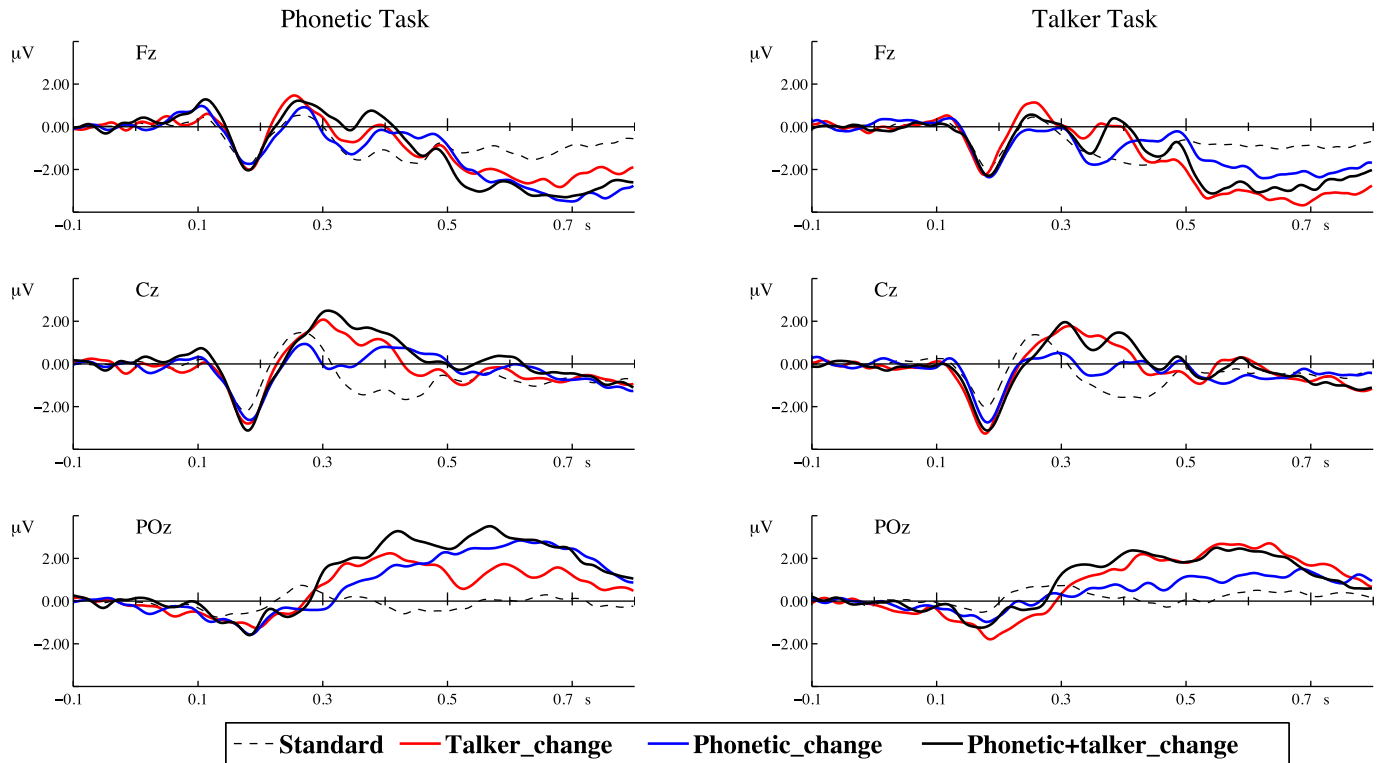 Phonetic Task
Talker Task
μV
Fz
2.00
0.00
−2.00
−0.1 0.1 0.3 0.5 0.7 s
μV
Fz
2.00
0.00
−2.00
−0.1 0.1 0.3 0.5 0.7 s
μV
Cz
2.00
0.00
−2.00
−0.1 0.1 0.3 0.5 0.7 s
μV
Cz
2.00
0.00
−2.00
−0.1 0.1 0.3 0.5 0.7 s
μV
POz
2.00
0.00
−2.00
−0.1 0.1 0.3 0.5 0.7 s
μV
POz
2.00
0.00
−2.00
−0.1 0.1 0.3 0.5 0.7 s
Standard Talker_change Phonetic_change Phonetic+talker_change